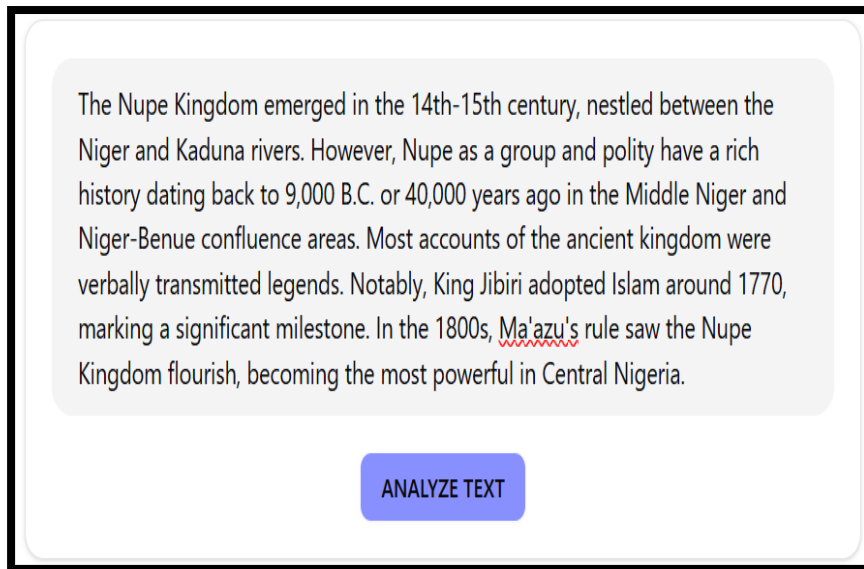 The Nupe Kingdom emerged in the 14th-15th century, nestled between the
Niger and Kaduna rivers. However, Nupe as a group and polity have a rich
history dating back to 9,000 B.C. or 40,000 years ago in the Middle Niger and
Niger-Benue confluence areas. Most accounts of the ancient kingdom were
verbally transmitted legends. Notably, King Jibiri adopted Islam around 1770,
marking a significant milestone. In the 1800s, Ma'azu's rule saw the Nupe
Kingdom flourish, becoming the most powerful in Central Nigeria.
ANALYZE TEXT